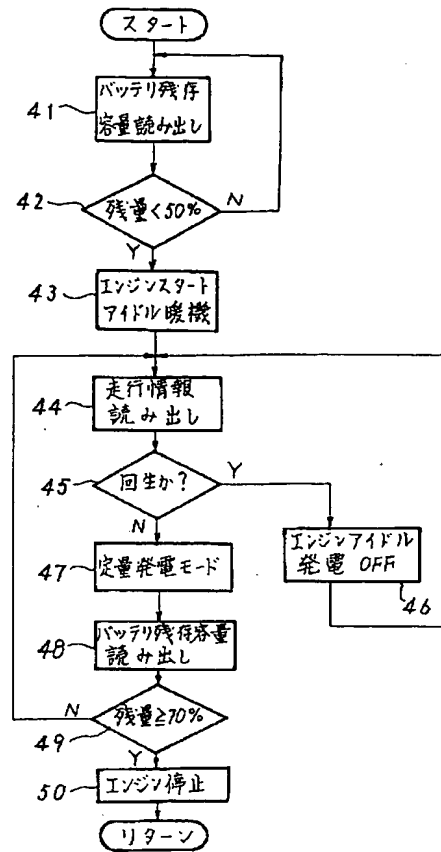 スタート
41
バッテリ残存
容量読み出し
42
残量<50%
N
Y
43
エンジンスタート
アイドル暖機
44
走行情報
読み出し
45
回生か?
Y
N
エンジンアイドル
発電 OFF
46
47
定量発電モード
48
バッテリ残存容量
読み出し
N
残量≧70%
49
Y
50
エンジン停止
リターン